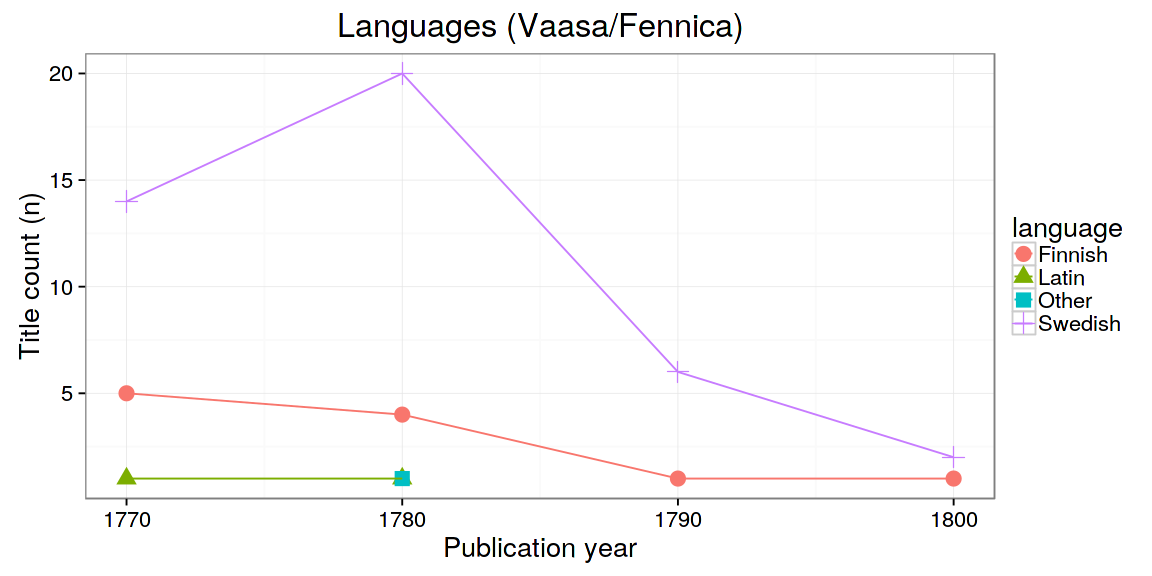 Languages (Vaasa/Fennica)
20
15
10
5
Title count (n)
1770 1780 1790 1800
Publication year
language
Finnish
Latin
Other
Swedish